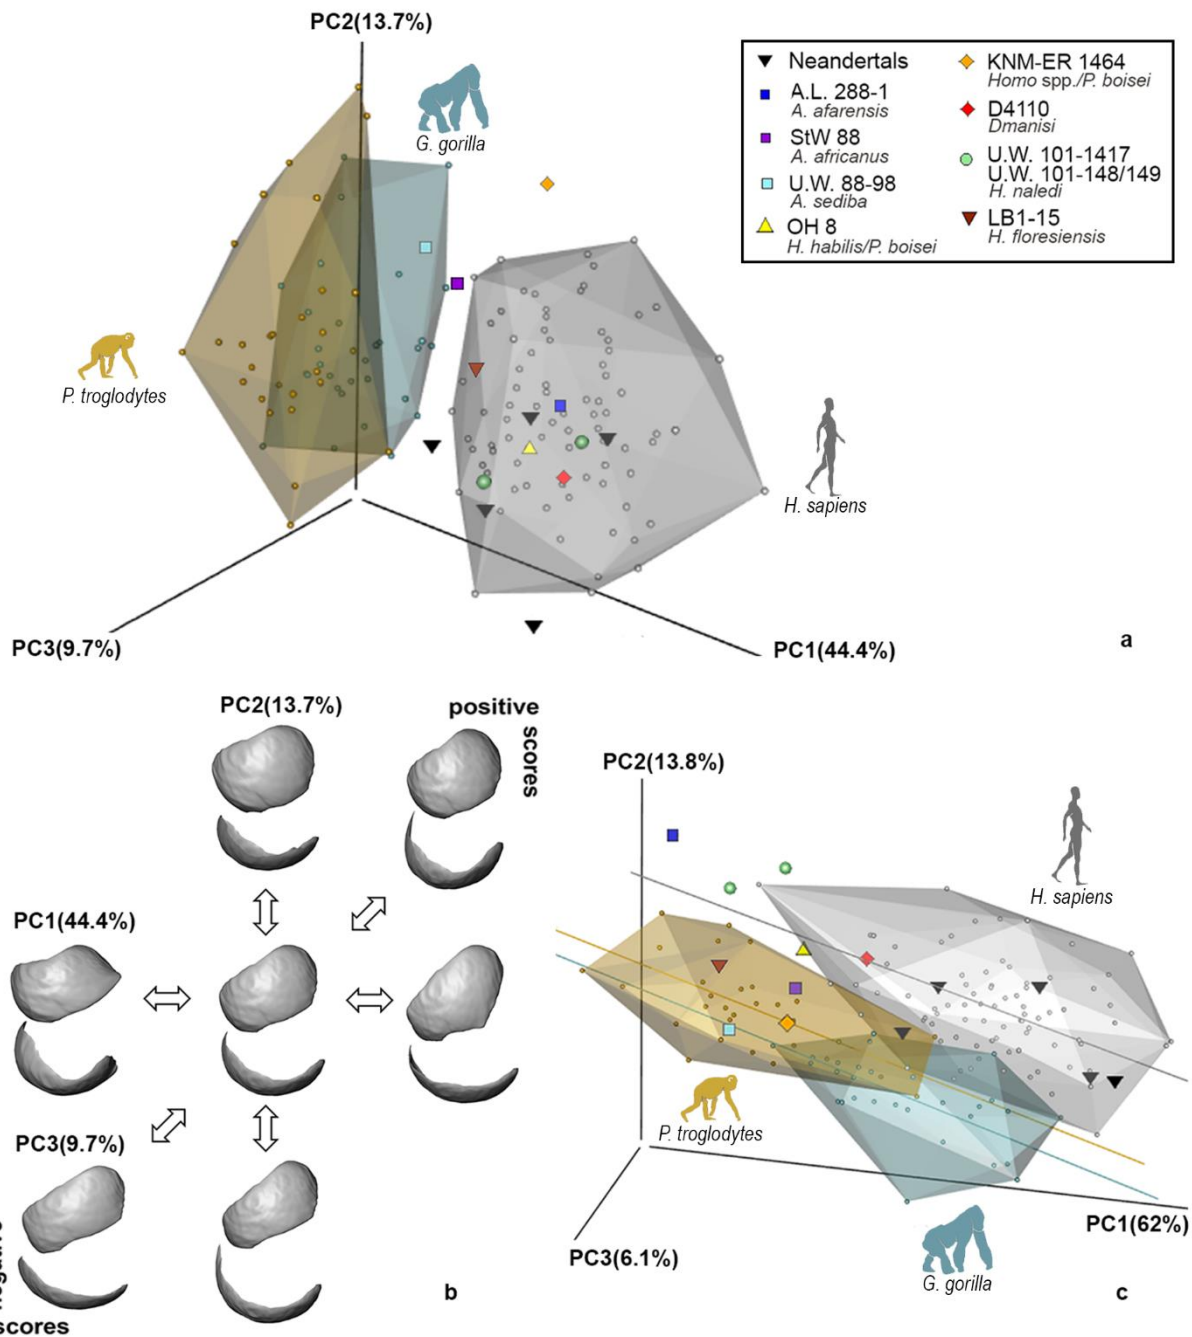 PC2(13.7%)
G. gorilla
P. troglodytes
H. sapiens
PC3(9.7%)
PC1(44.4%)
a
Neandertals
A.L. 288-1
A. afarensis
StW 88
A. africanus
U.W. 88-98
A. sediba
OH 8
H. habilis/P. boisei
KNM-ER 1464
Homo spp./P. boisei
D4110
Dmanisi
U.W. 101-1417
U.W. 101-148/149
H. naledi
LB1-15
H. floresiensis
PC2(13.7%)
positive
scores
PC1(44.4%)
PC3(9.7%)
negative
scores
b
PC2(13.8%)
H. sapiens
P. troglodytes
G. gorilla
PC1(62%)
PC3(6.1%)
c